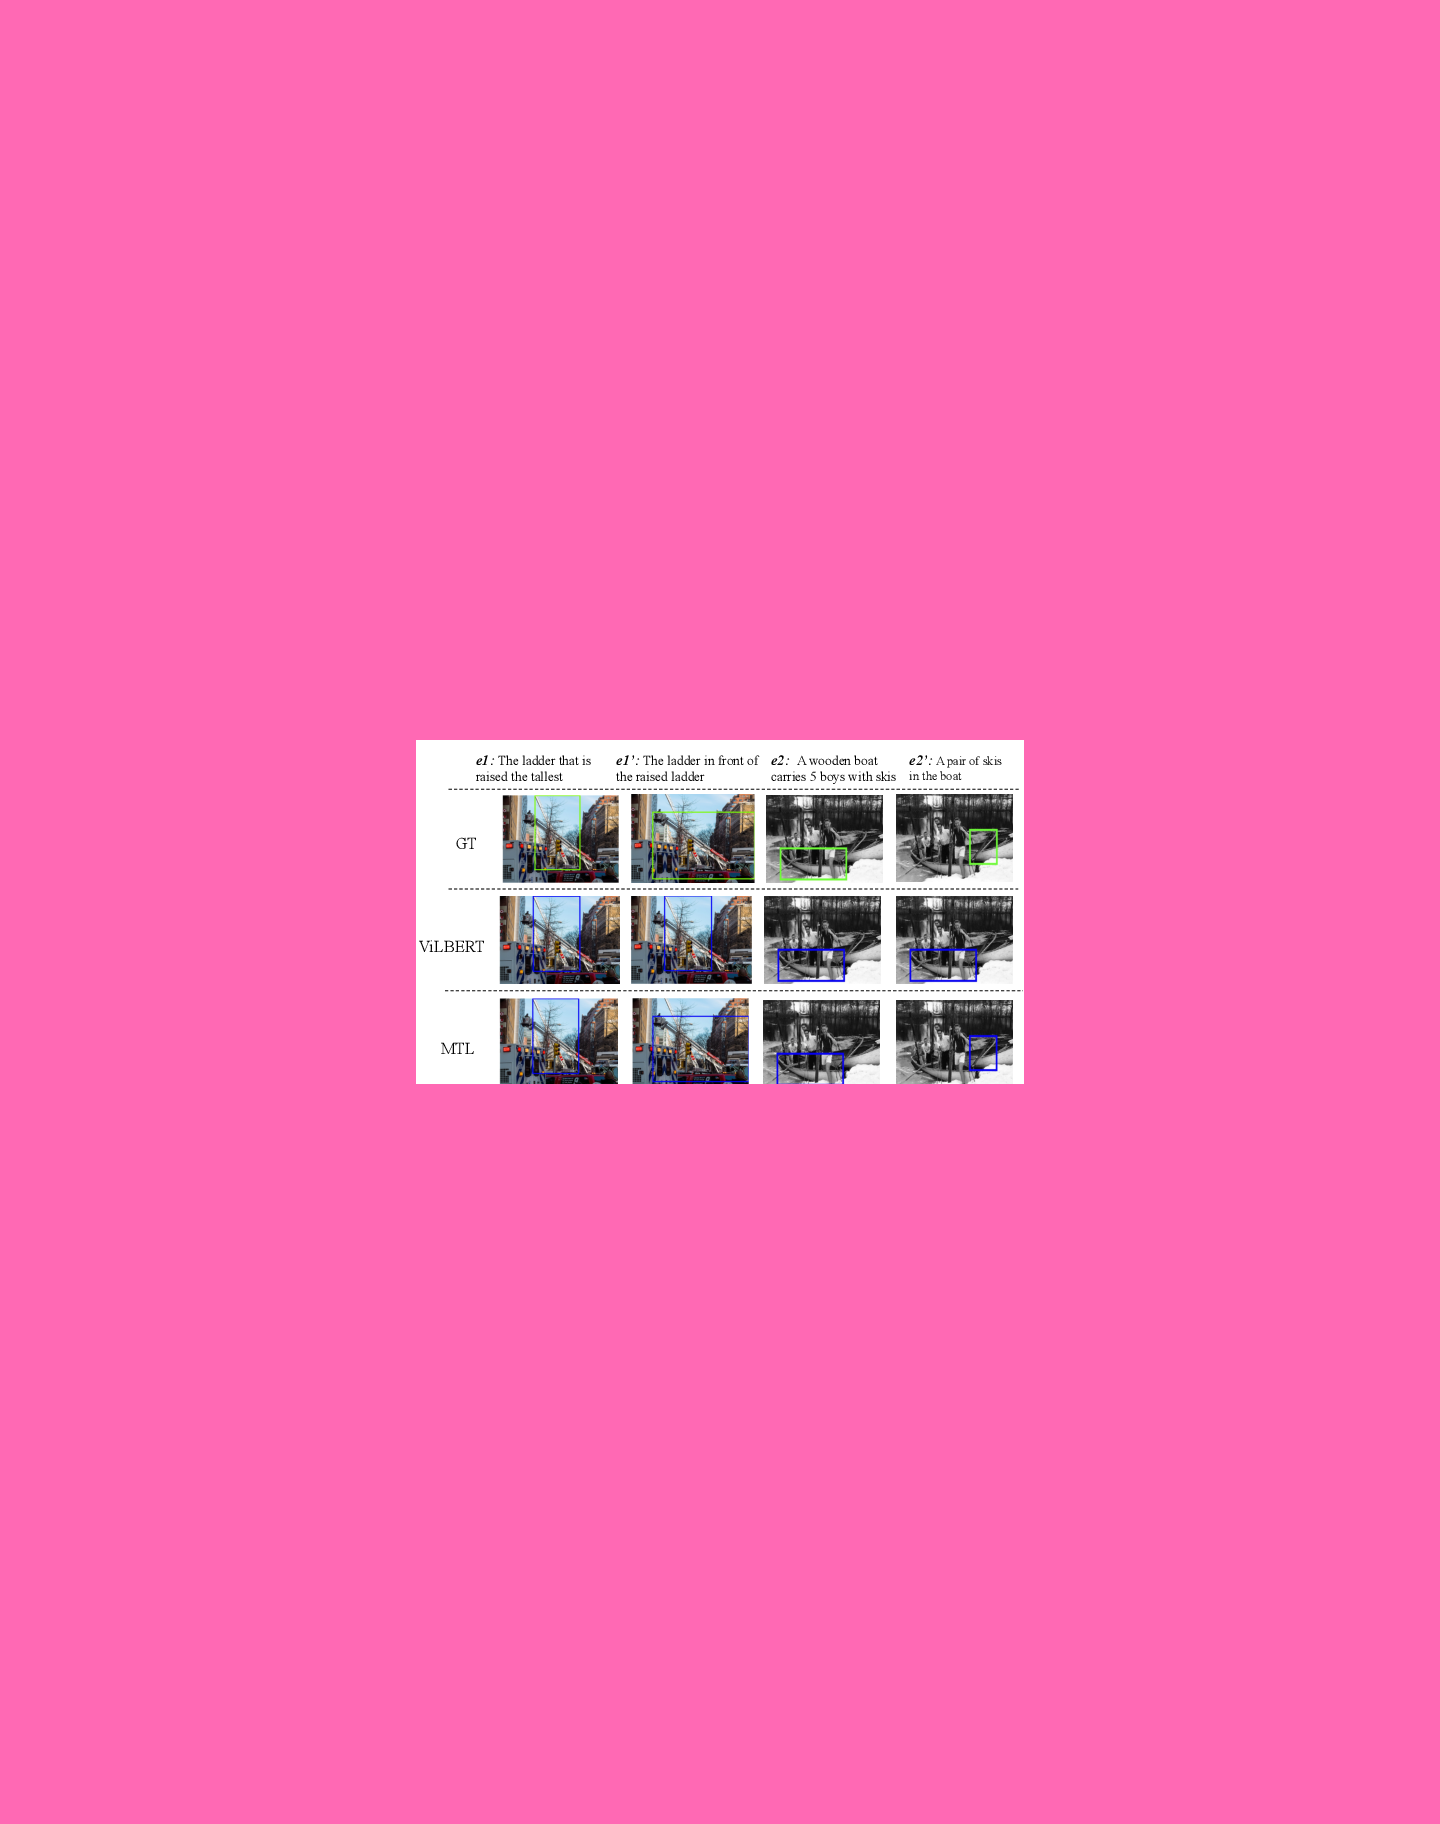 e1: The ladder that is
raised the tallest
e1': The ladder in front of
the raised ladder
e2: A wooden boat
carries 5 boys with skis
e2': A pair of skis
in the boat
GT
ViLBERT
MTL